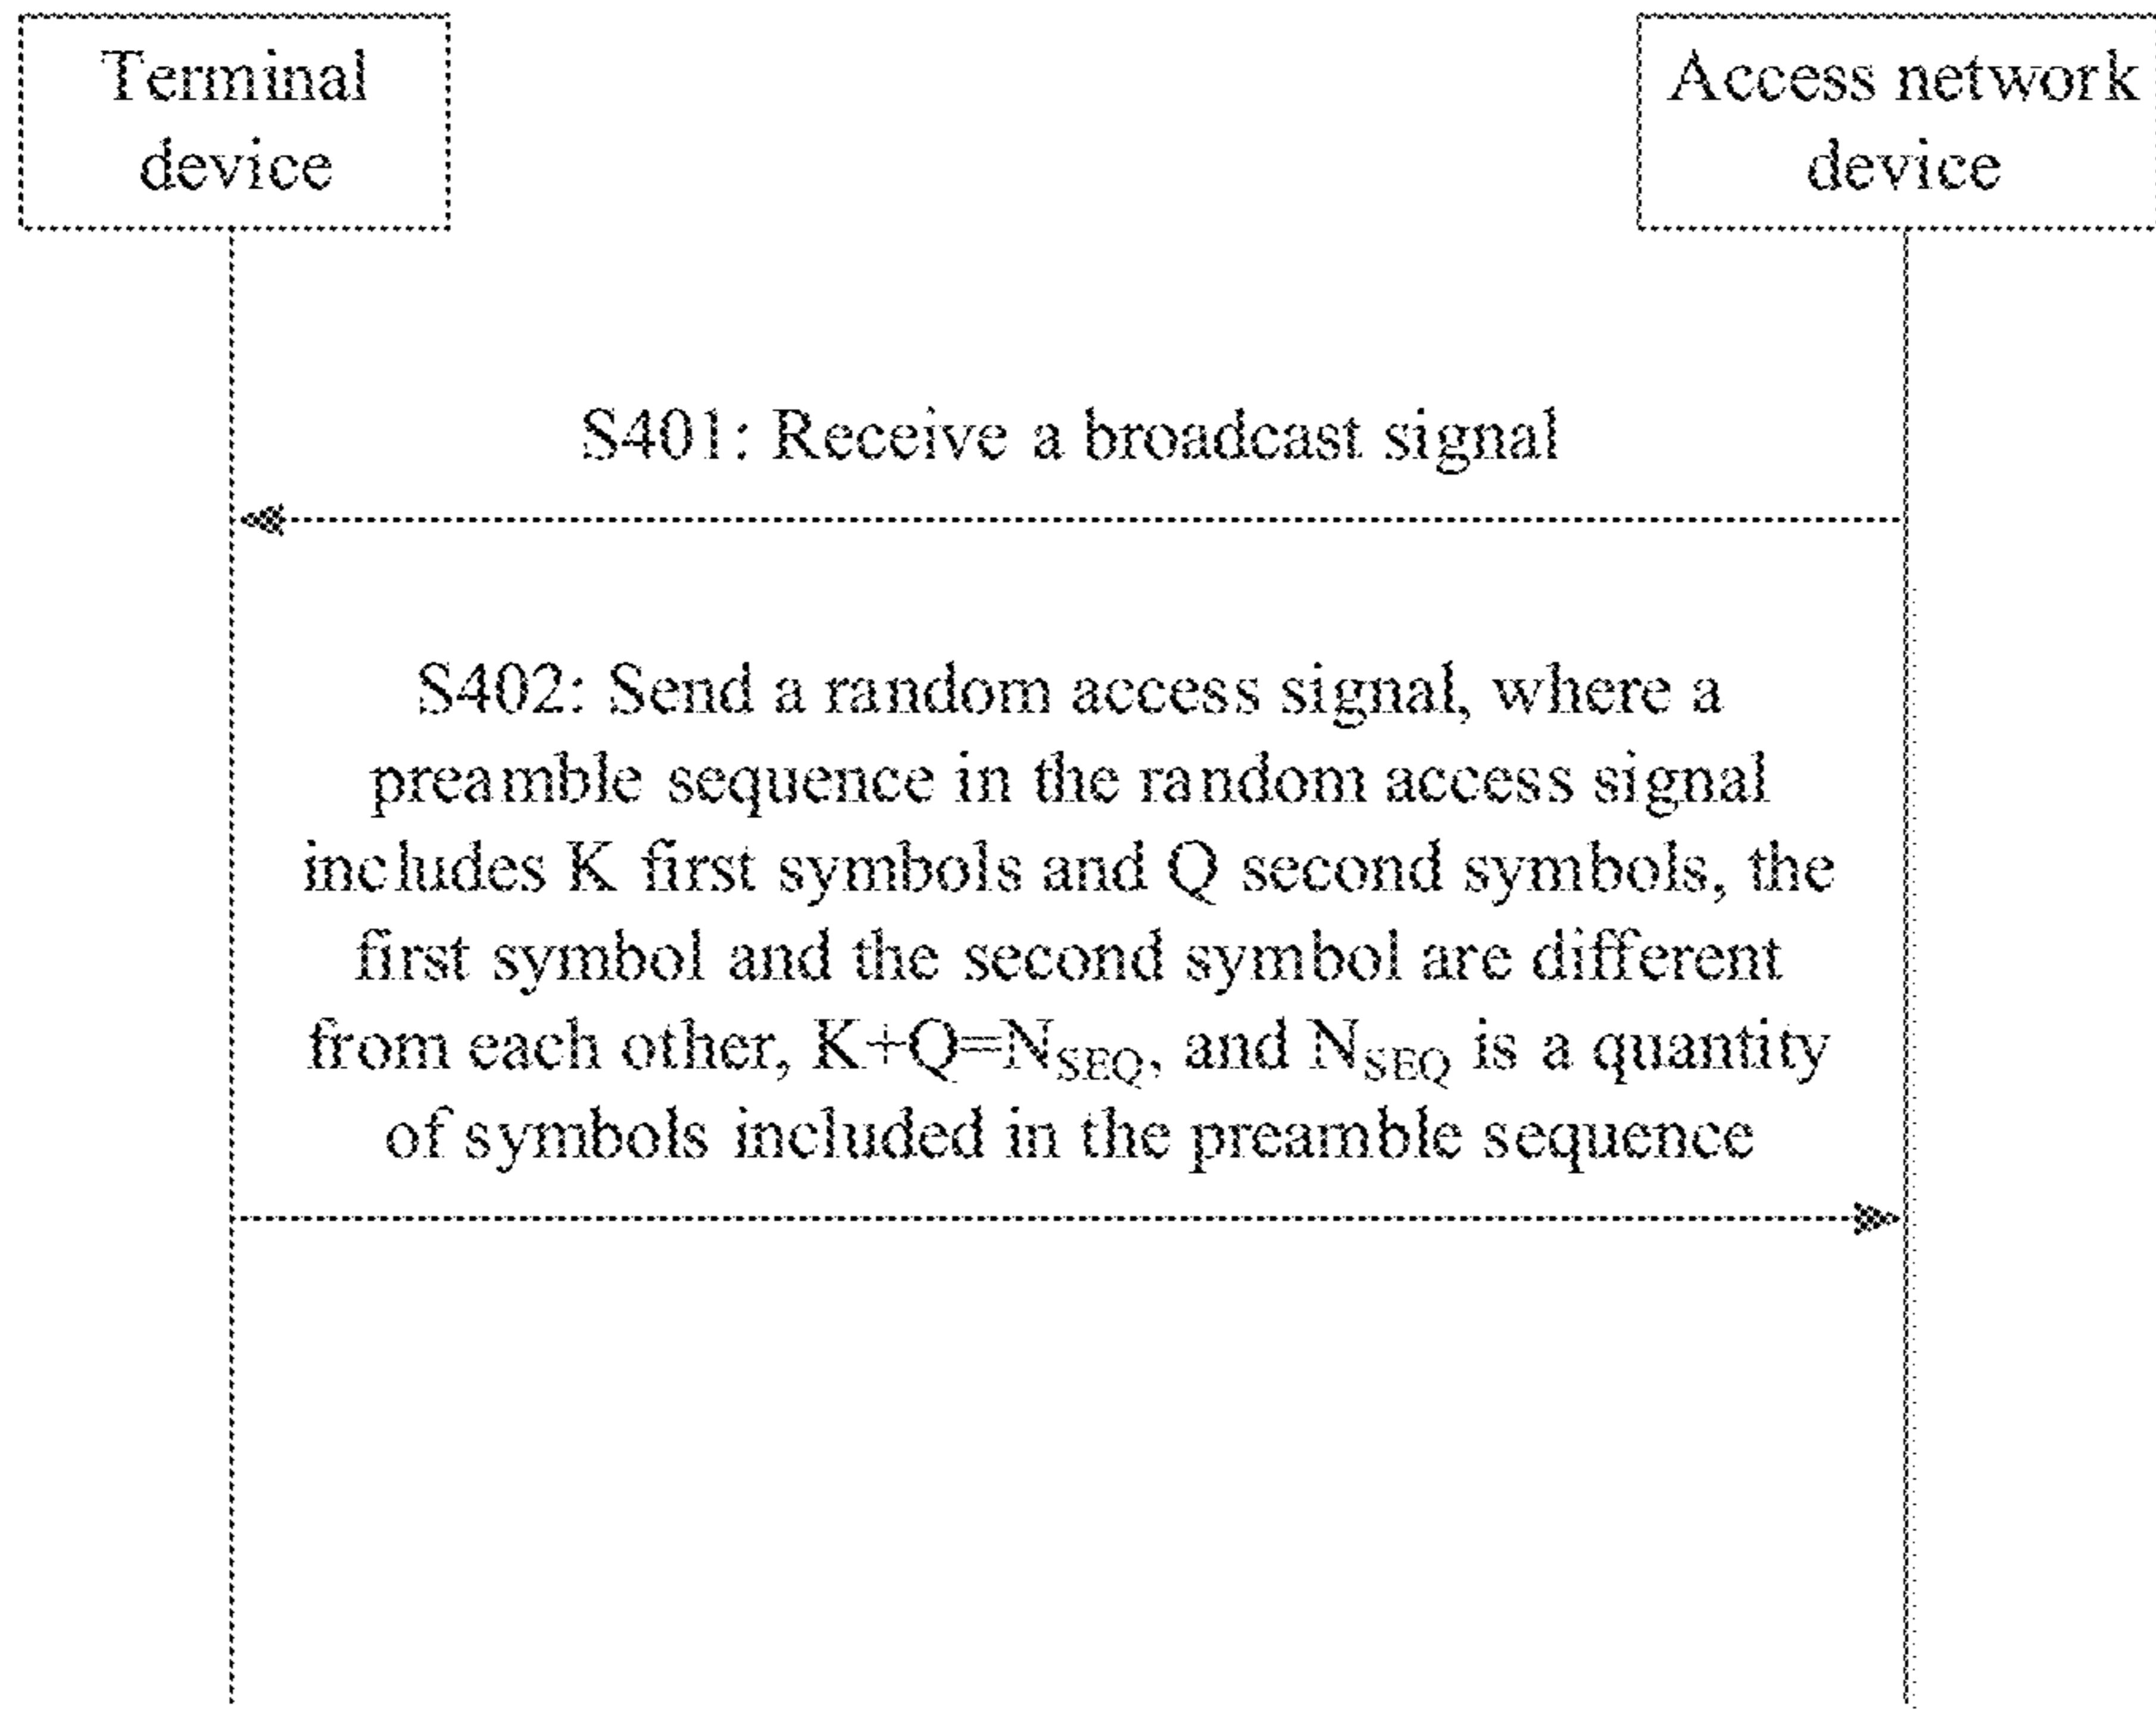 Terminal
device
Access network
device
S401: Receive a broadcast signal
S402: Send a random access signal, where a
preamble sequence in the random access signal
includes K first symbols and Q second symbols, the
first symbol and the second symbol are different
from each other, K+Q=N_SEQ, and N_SEQ is a quantity
of symbols included in the preamble sequence